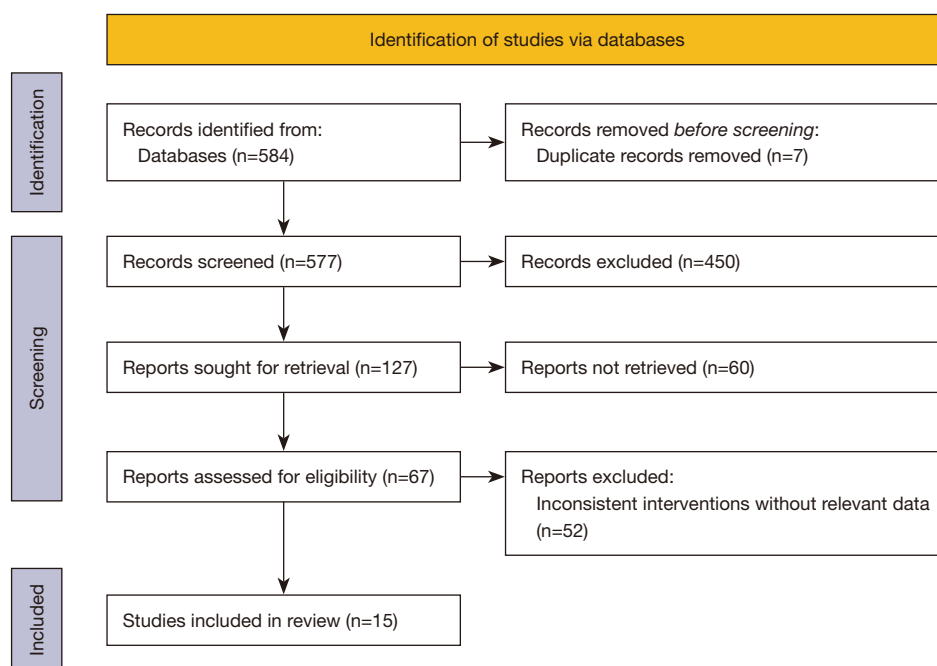 Identification of studies via databases
Identification
Records identified from:
Databases (n=584)
Records removed before screening:
Duplicate records removed (n=7)
Screening
Records screened (n=577)
Records excluded (n=450)
Reports sought for retrieval (n=127)
Reports not retrieved (n=60)
Reports assessed for eligibility (n=67)
Reports excluded:
Inconsistent interventions without relevant data
(n=52)
Included
Studies included in review (n=15)